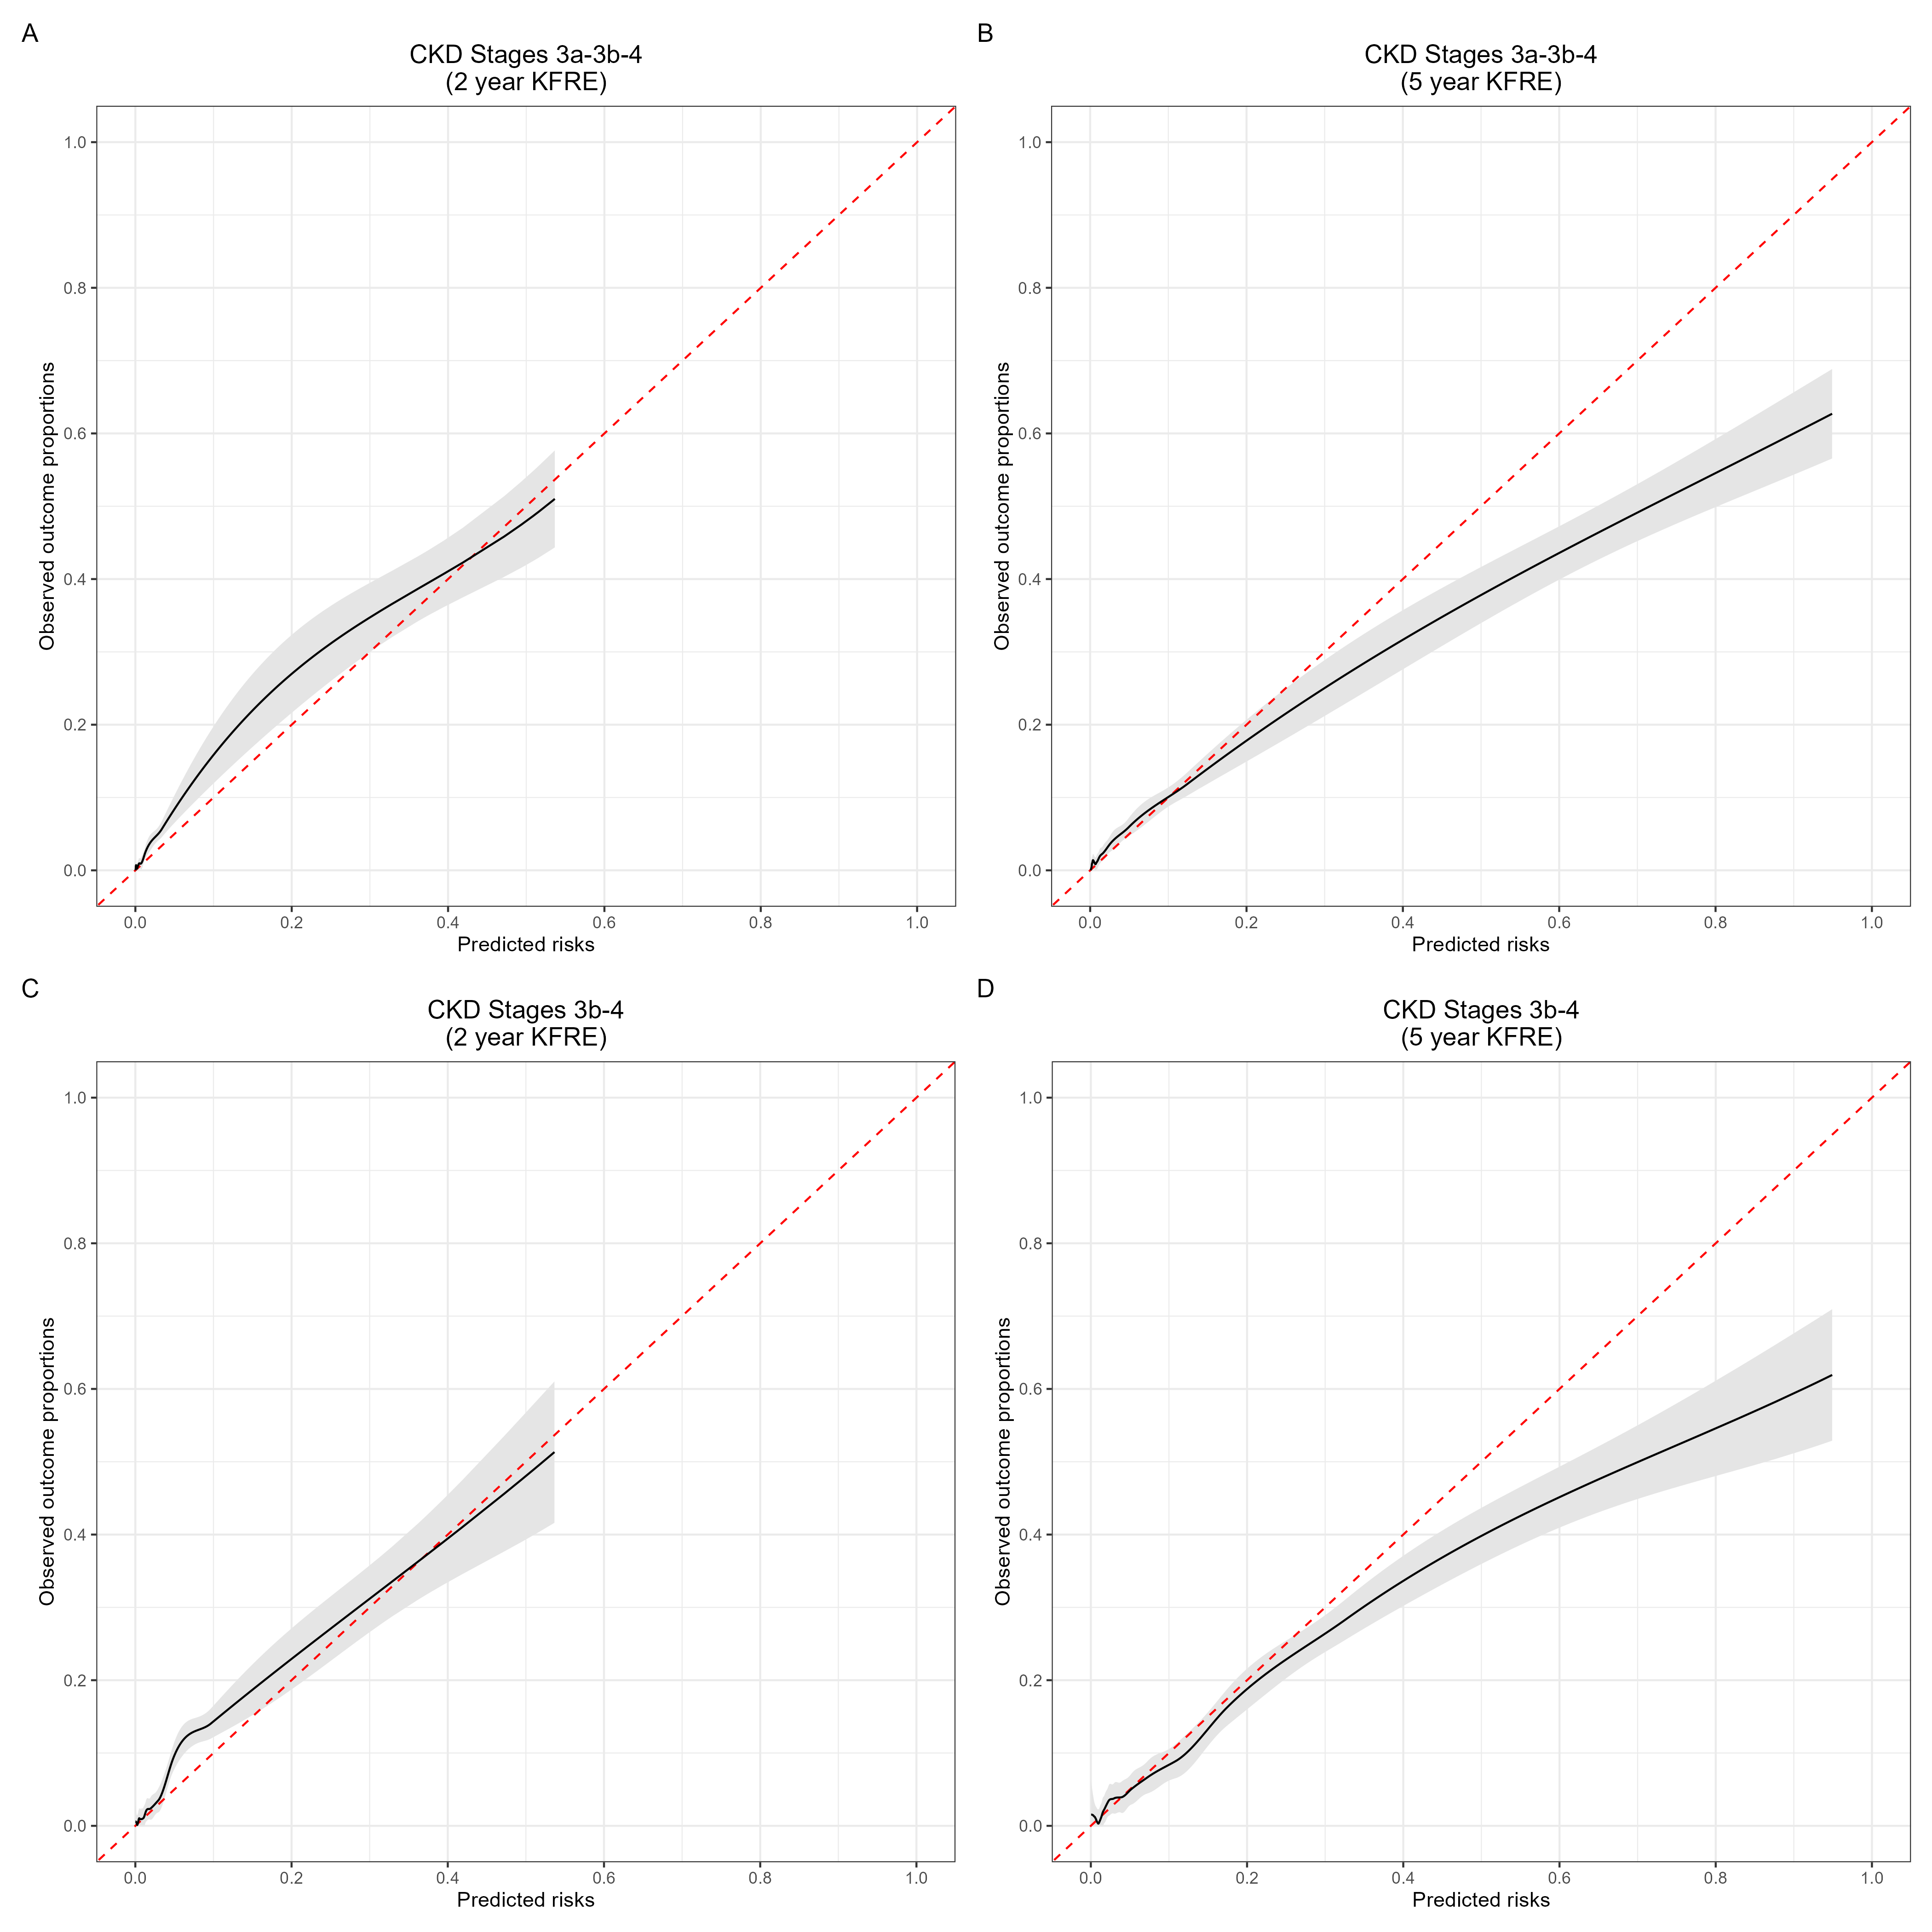 A
CKD Stages 3a-3b-4
(2 year KFRE)
Observed outcome proportions
1.0
0.8
0.6
0.4
0.2
0.0
0.0 0.2 0.4 0.6 0.8 1.0
Predicted risks
B
CKD Stages 3a-3b-4
(5 year KFRE)
Observed outcome proportions
1.0
0.8
0.6
0.4
0.2
0.0
0.0 0.2 0.4 0.6 0.8 1.0
Predicted risks
C
CKD Stages 3b-4
(2 year KFRE)
Observed outcome proportions
1.0
0.8
0.6
0.4
0.2
0.0
0.0 0.2 0.4 0.6 0.8 1.0
Predicted risks
D
CKD Stages 3b-4
(5 year KFRE)
Observed outcome proportions
1.0
0.8
0.6
0.4
0.2
0.0
0.0 0.2 0.4 0.6 0.8 1.0
Predicted risks